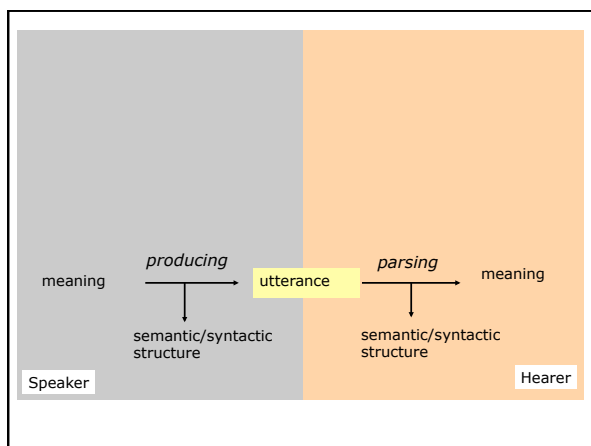 producing
parsing
meaning
utterance
meaning
semantic/syntactic
structure
semantic/syntactic
structure
Speaker
Hearer